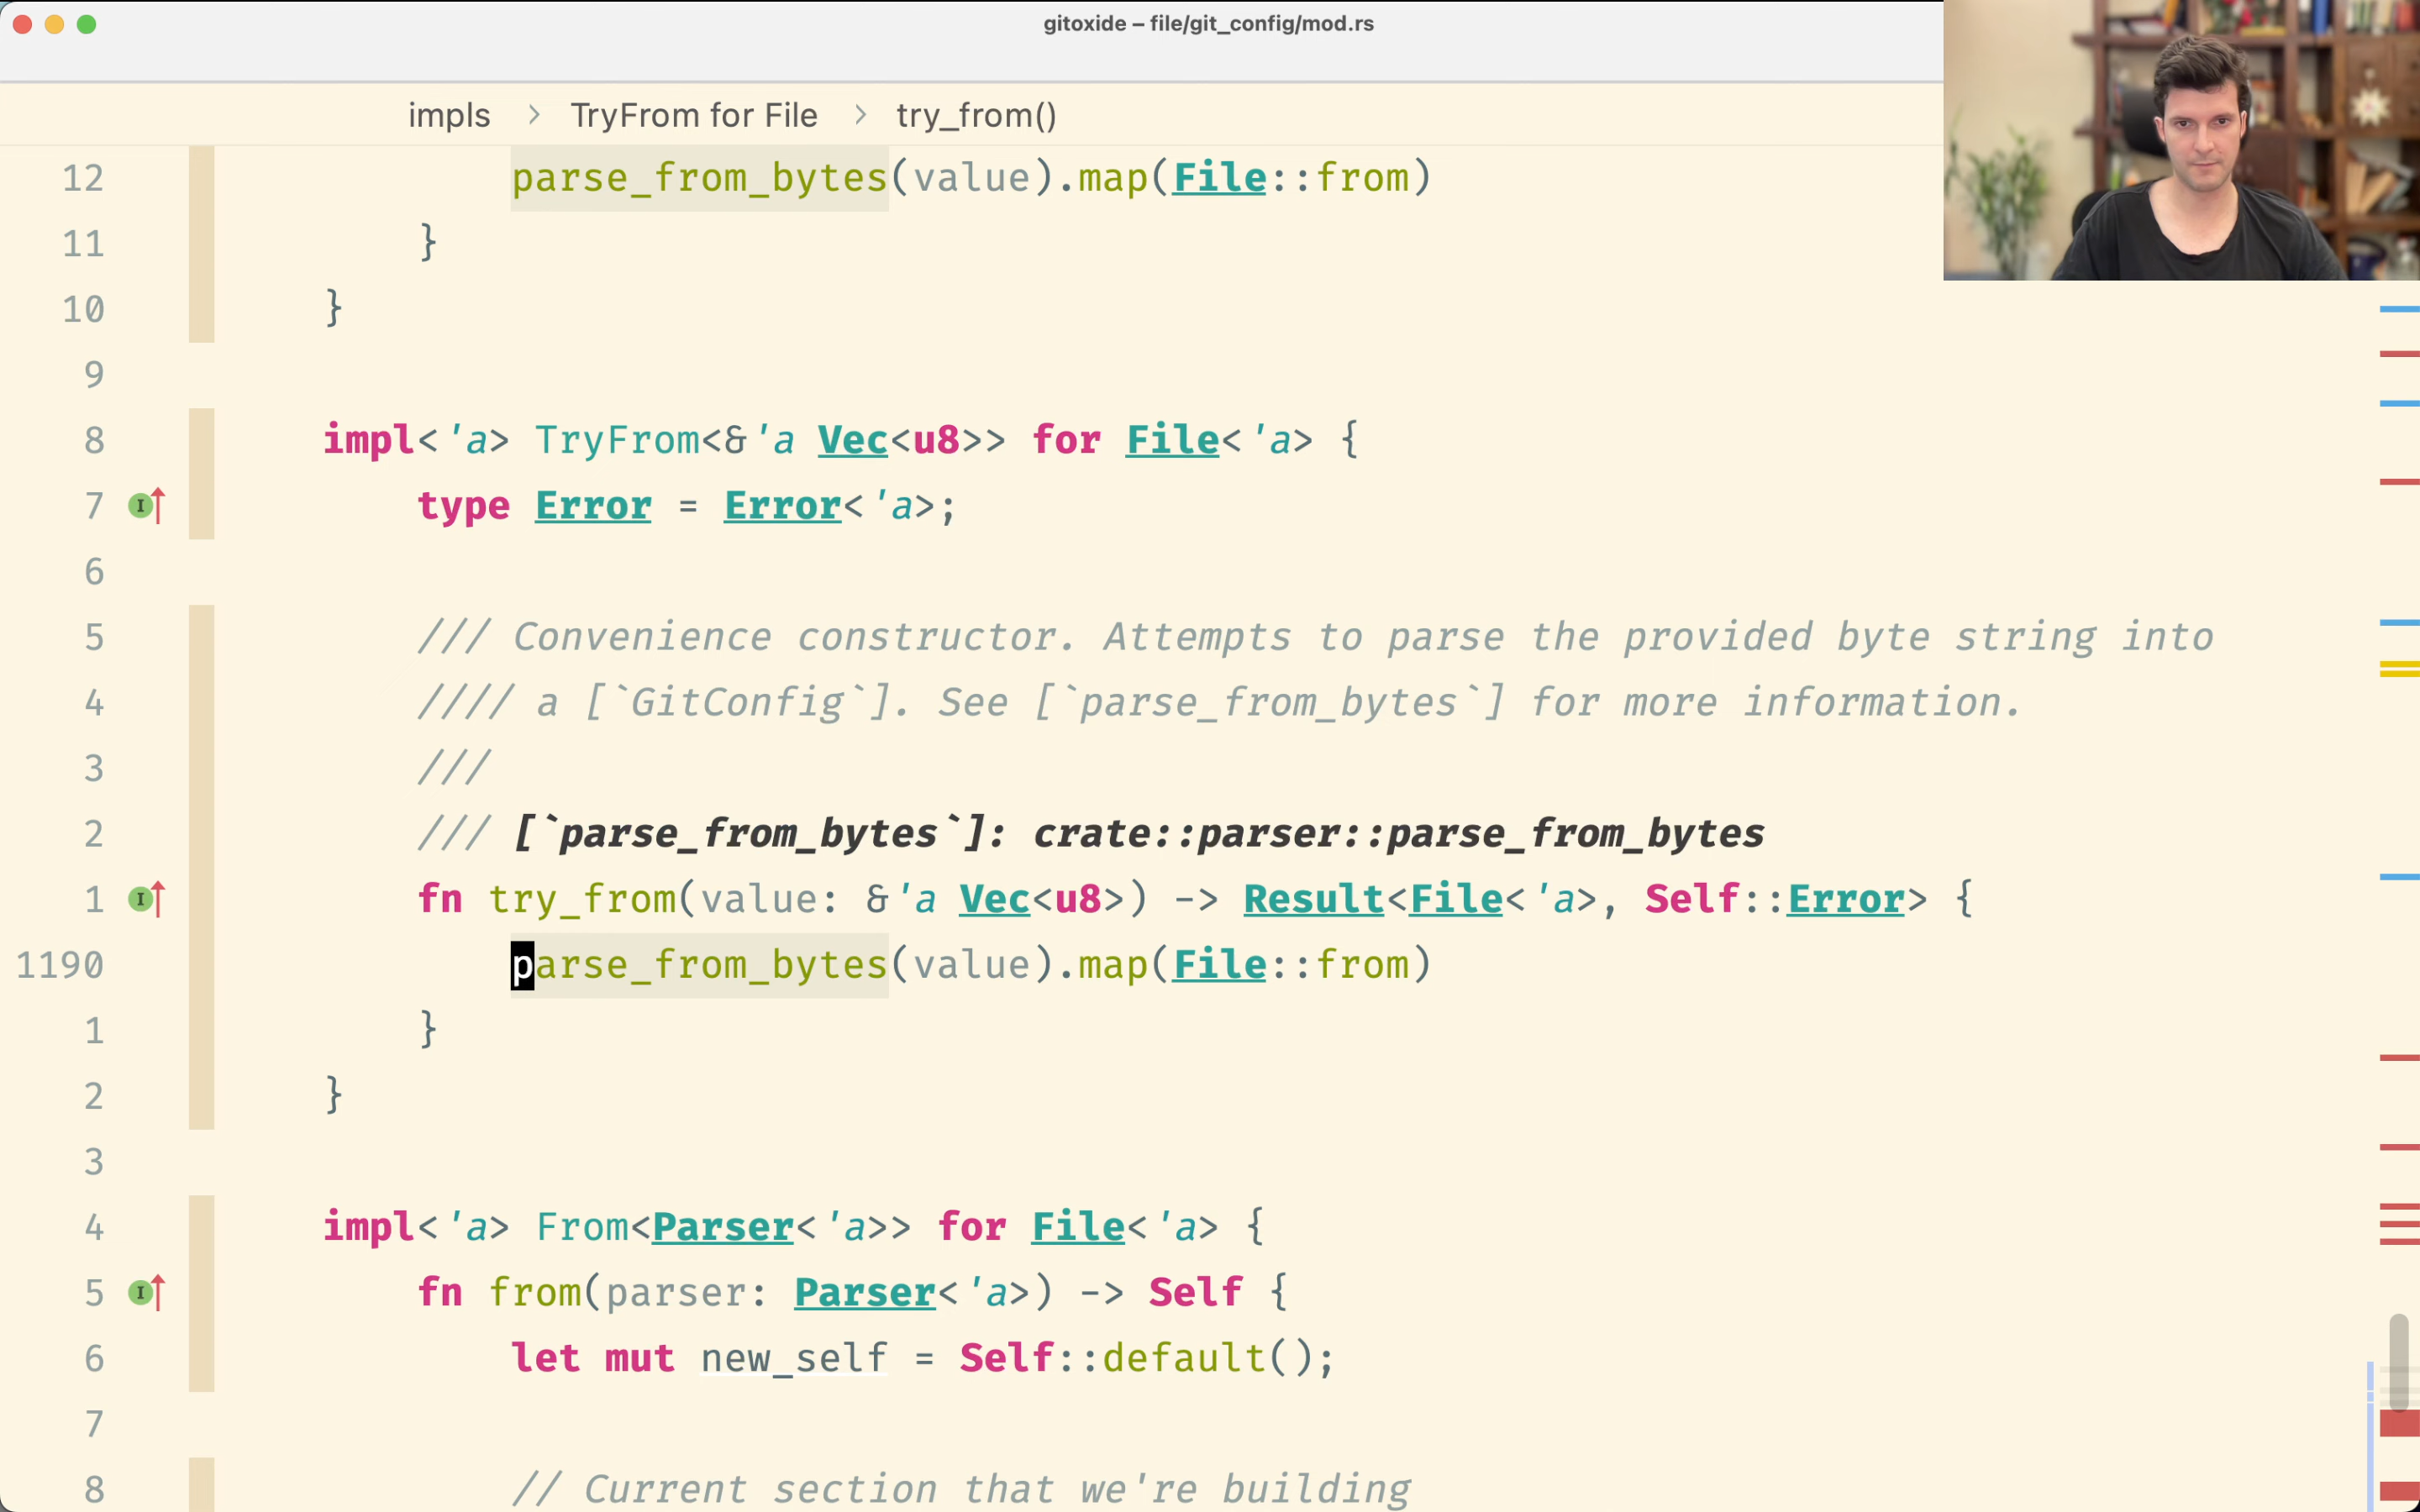 gitoxide – file/git_config/mod.rs
impls > TryFrom for File > try_from()
12 parse_from_bytes(value).map(File::from)
11 }
10 }
9
8 impl<'a> TryFrom<&'a Vec<u8>> for File<'a> {
7 I type Error = Error<'a>;
6
5 /// Convenience constructor. Attempts to parse the provided byte string into
4 //// a [`GitConfig`]. See [`parse_from_bytes`] for more information.
3 ///
2 /// [`parse_from_bytes`]: crate::parser::parse_from_bytes
1 I fn try_from(value: &'a Vec<u8>) -> Result<File<'a>, Self::Error> {
1190 parse_from_bytes(value).map(File::from)
1 }
2 }
3
4 impl<'a> From<Parser<'a>> for File<'a> {
5 I fn from(parser: Parser<'a>) -> Self {
6 let mut new_self = Self::default();
7
8 // Current section that we're building